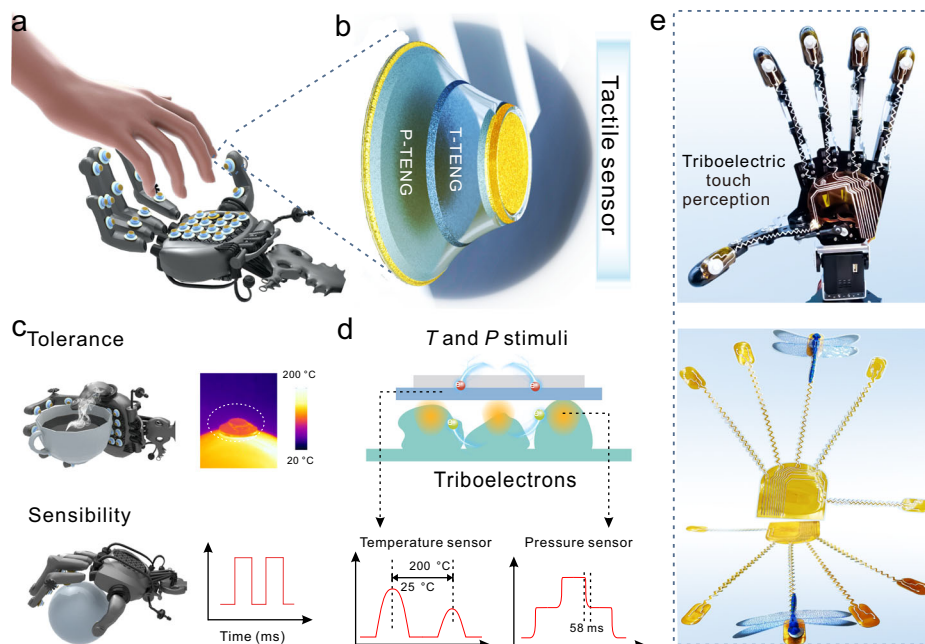 a
b
P-TENG
T-TENG
Tactile sensor
e
Triboelectric
touch
perception
c
Tolerance
200 °C
20 °C
Sensibility
Time (ms)
d
T and P stimuli
Triboelectrons
Temperature sensor
200 °C
25 °C
Pressure sensor
58 ms